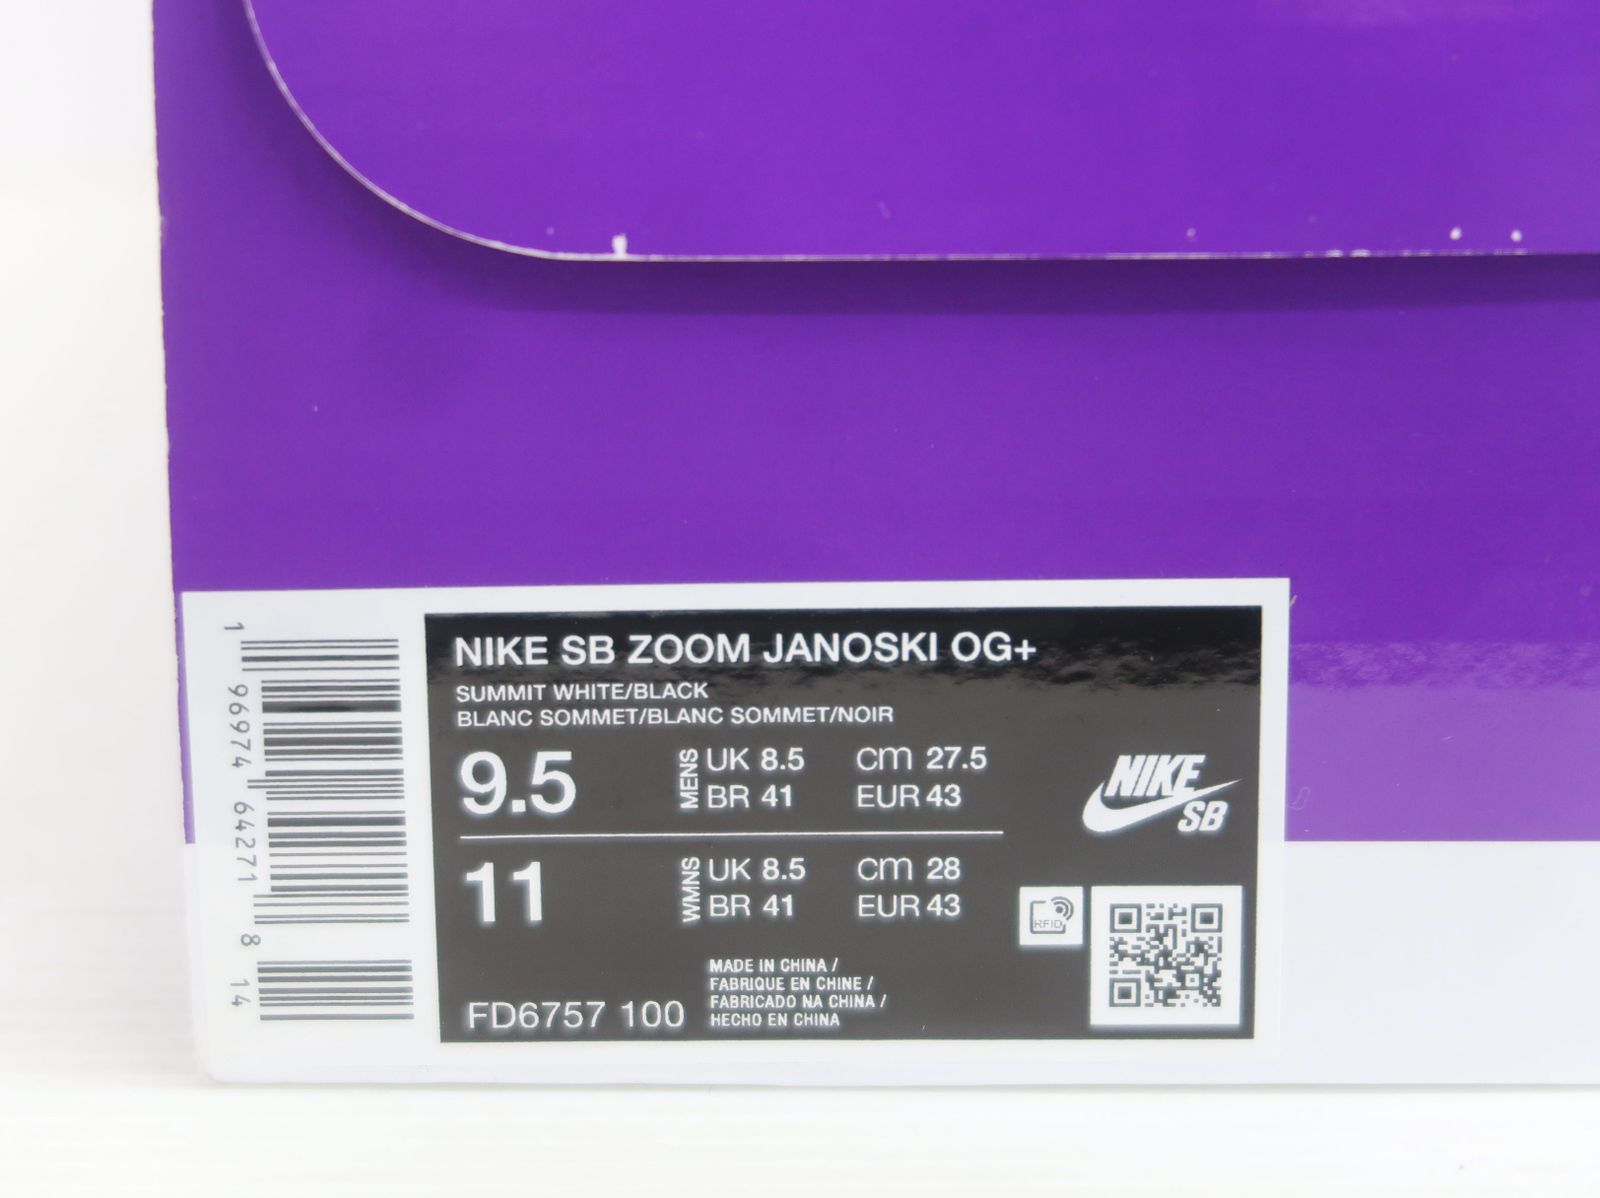 NIKE SB ZOOM JANOSKI OG+
SUMMIT WHITE/BLACK
BLANC SOMMET/BLANC SOMMET/NOIR
9.5
MENS
UK 8.5 cm 27.5
BR 41 EUR 43
11
WMNS
UK 8.5 cm 28
BR 41 EUR 43
NIKE
SB
RFID
MADE IN CHINA /
FABRIQUE EN CHINE /
FABRICADO NA CHINA /
HECHO EN CHINA
FD6757 100
1 96974 64271 8 14